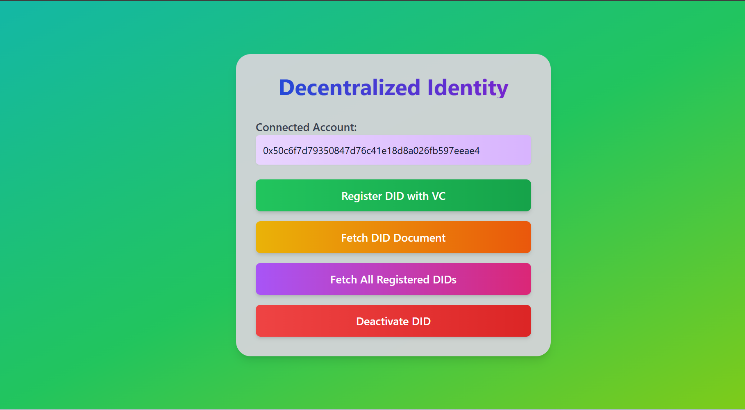 Decentralized Identity
Connected Account:
0x50c6f7d79350847d76c41e18d8a026fb597eeae4
Register DID with VC
Fetch DID Document
Fetch All Registered DIDs
Deactivate DID